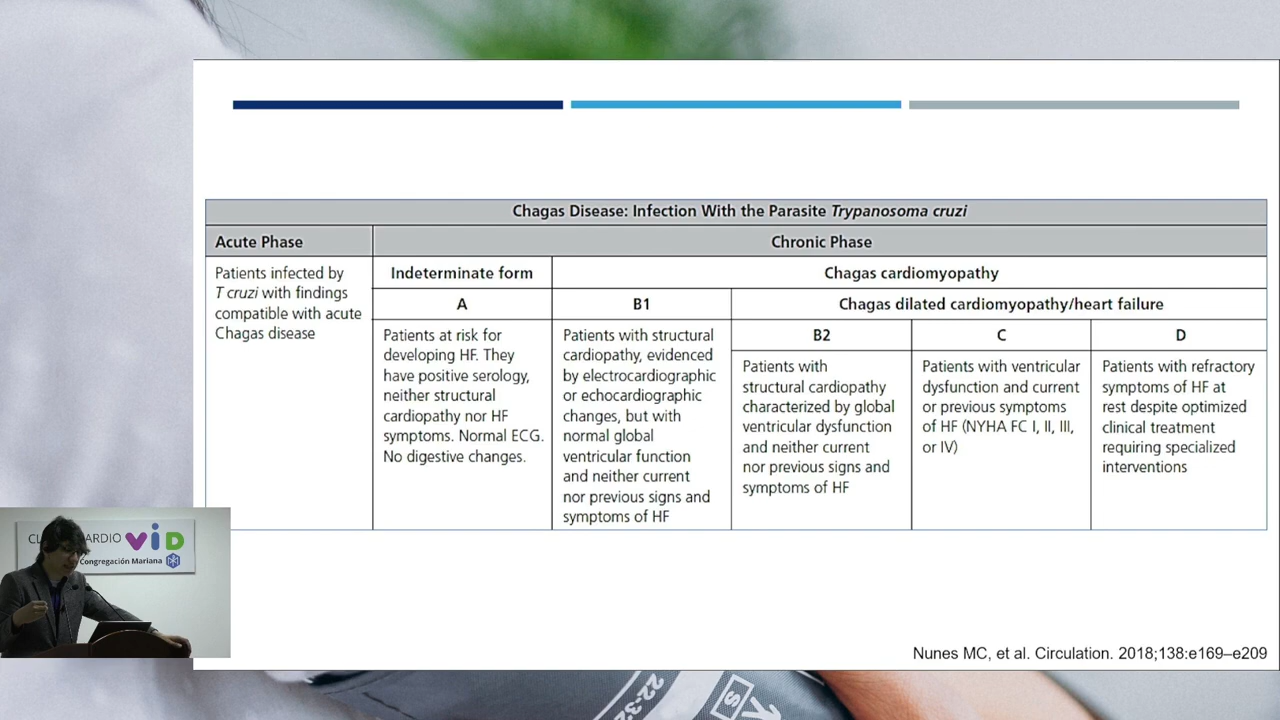 Chagas Disease: Infection With the Parasite Trypanosoma cruzi
Acute Phase
Chronic Phase
Patients infected by
T cruzi with findings
compatible with acute
Chagas disease
Indeterminate form
Chagas cardiomyopathy
A
B1
Chagas dilated cardiomyopathy/heart failure
Patients at risk for
developing HF. They
have positive serology,
neither structural
cardiopathy nor HF
symptoms. Normal ECG.
No digestive changes.
Patients with structural
cardiopathy, evidenced
by electrocardiographic
or echocardiographic
changes, but with
normal global
ventricular function
and neither current
nor previous signs and
symptoms of HF
B2
C
D
Patients with
structural cardiopathy
characterized by global
ventricular dysfunction
and neither current
nor previous signs and
symptoms of HF
Patients with ventricular
dysfunction and current
or previous symptoms
of HF (NYHA FC I, II, III,
or IV)
Patients with refractory
symptoms of HF at
rest despite optimized
clinical treatment
requiring specialized
interventions
VID
Congregación Mariana
Nunes MC, et al. Circulation. 2018;138:e169–e209
S